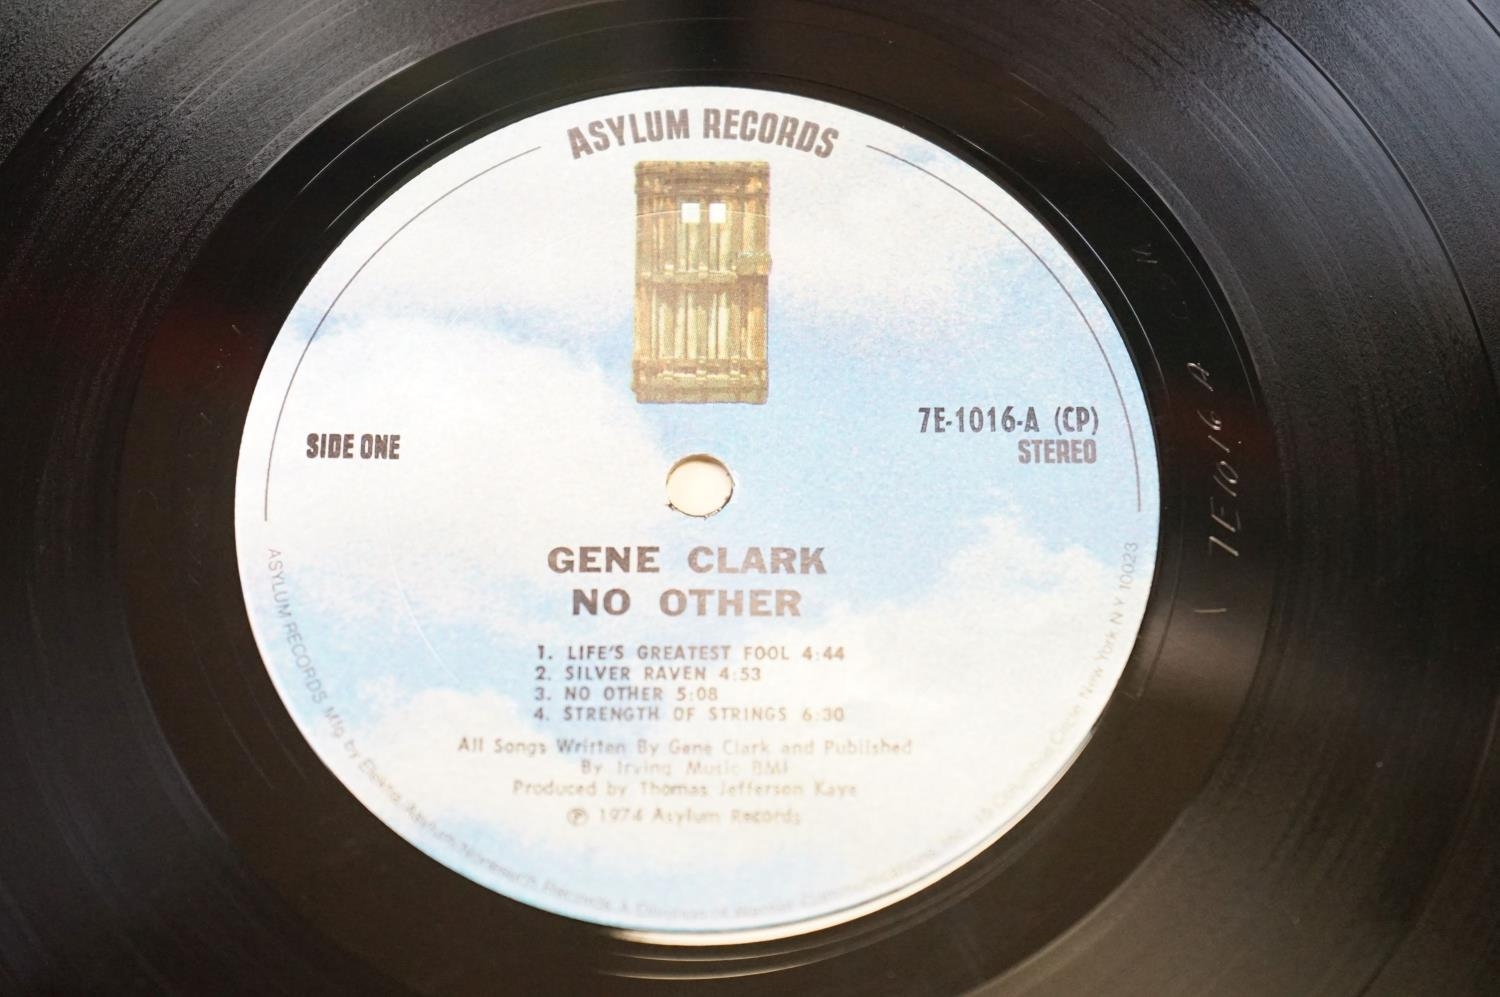 ASYLUM RECORDS
SIDE ONE
7E-1016-A (CP)
STEREO
GENE CLARK
NO OTHER
1. LIFE'S GREATEST FOOL 4:44
2. SILVER RAVEN 4:53
3. NO OTHER 5:08
4. STRENGTH OF STRINGS 6:30
All Songs Written By Gene Clark and Published
By Irving Music BMI
Produced by Thomas Jefferson Kaye
℗ 1974 Asylum Records
ASYLUM RECORDS Mfg by Elektra/Asylum/Nonesuch Records A Division of Warner Communications Inc. 15 Columbus Circle New York N Y 10023
7E1016 A